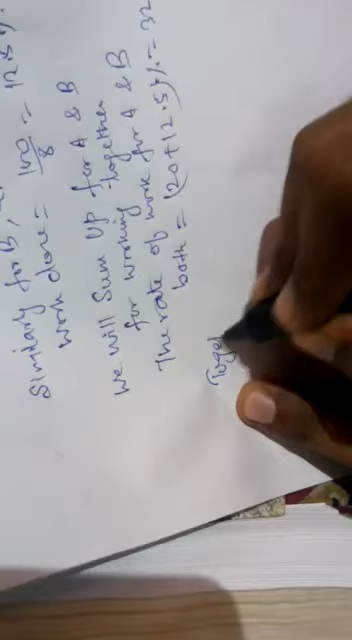 Similarly for B,
work done = 100/8 = 12.5%.
we will Sum UP for A & B
for working together
The rate of work for A & B
both = (20+12.5)% = 32
Toge